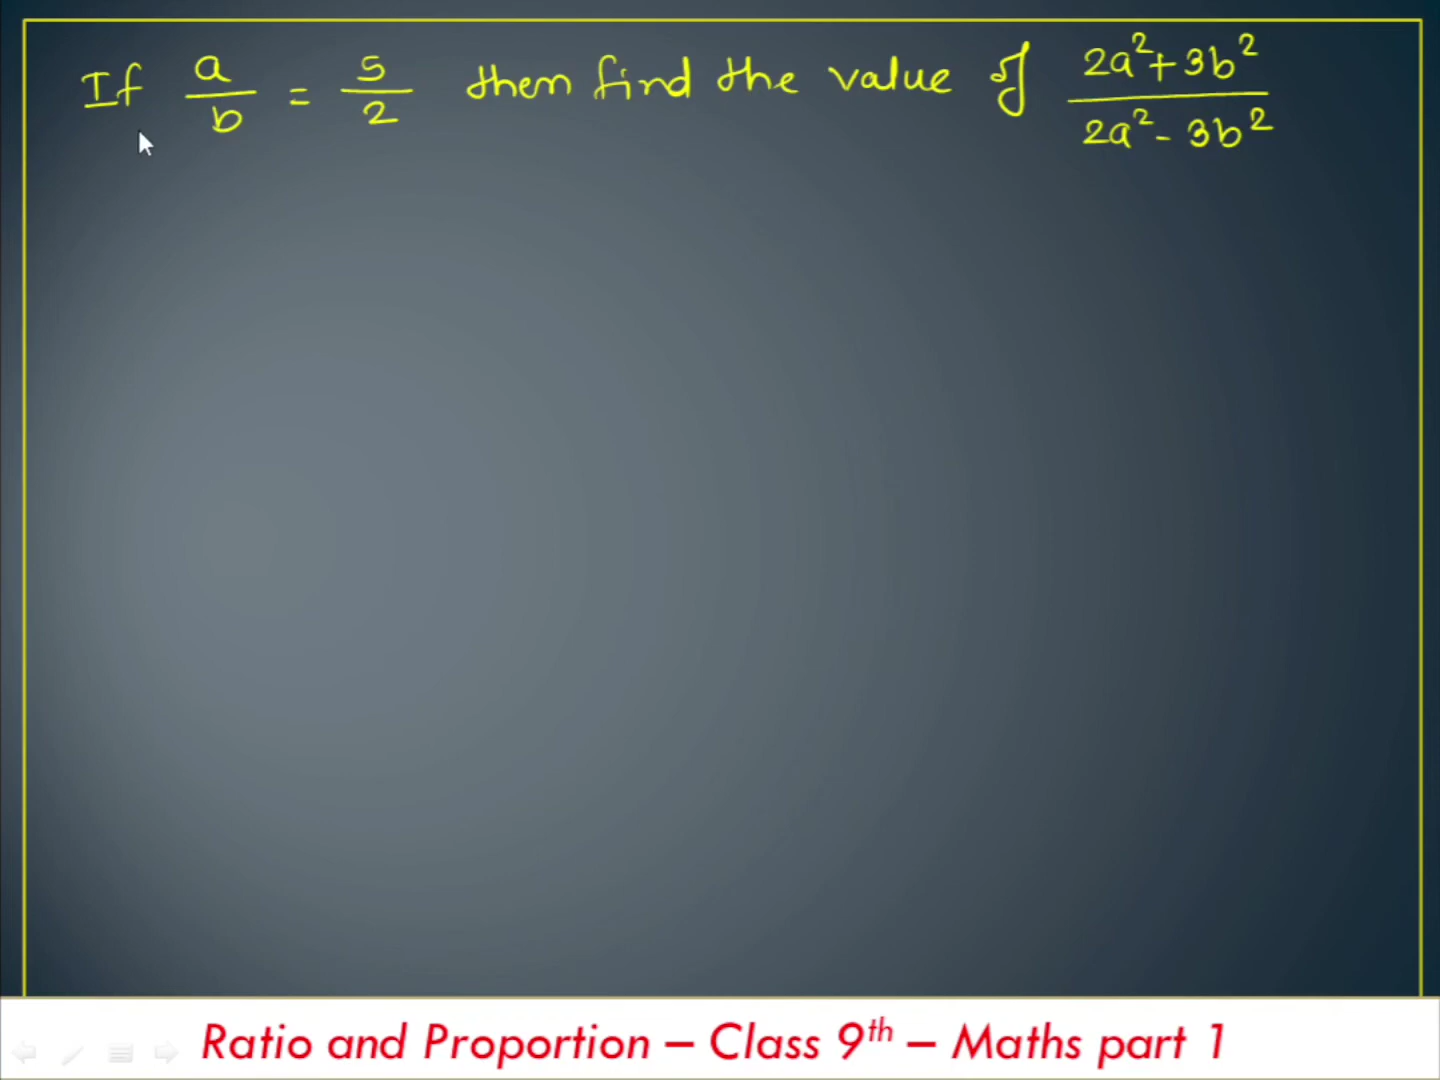 If a/b = 5/2 then find the value of (2a²+3b²)/(2a²-3b²)
Ratio and Proportion – Class 9th – Maths part 1